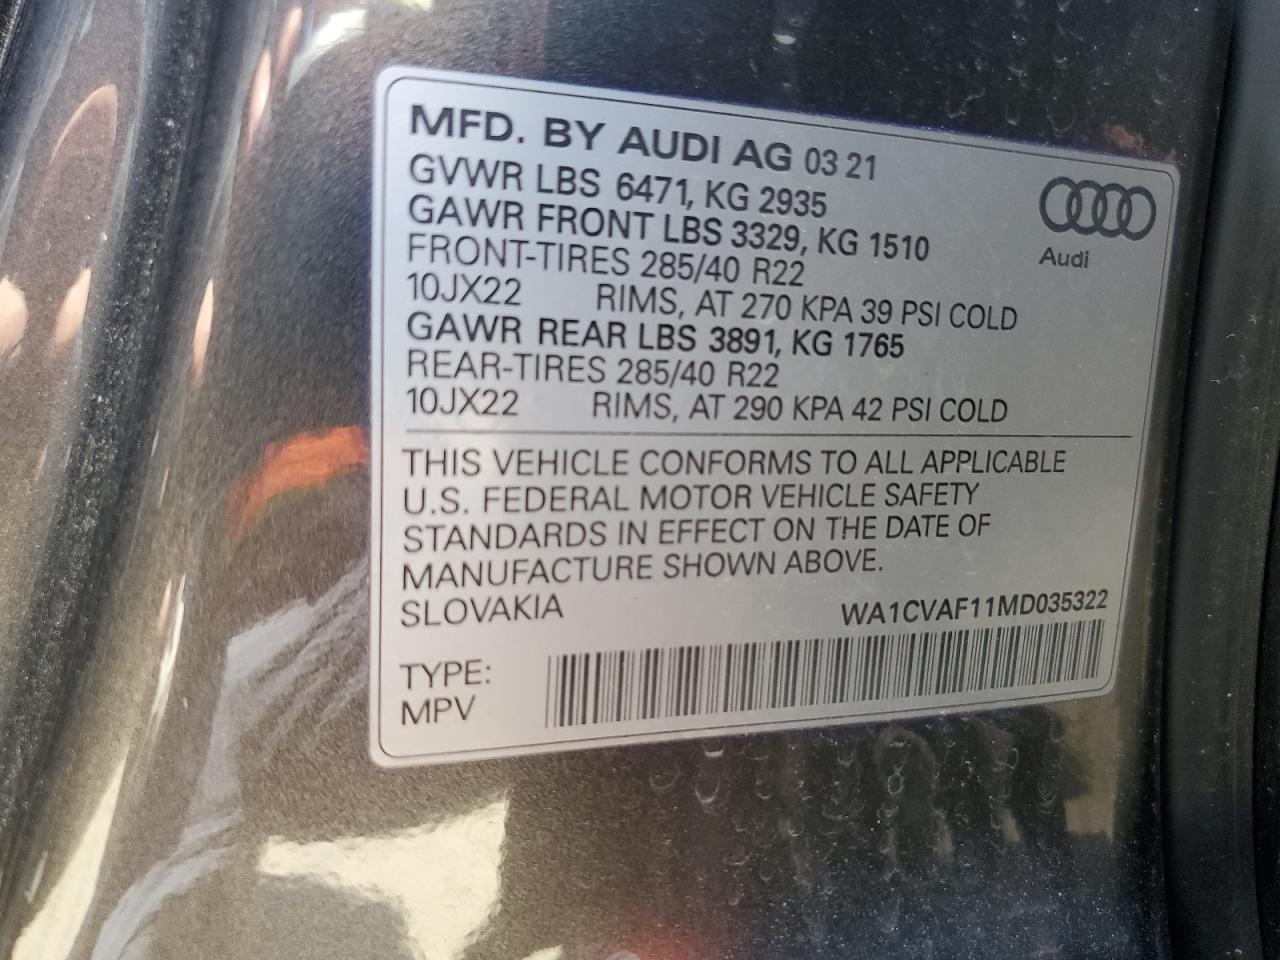 MFD. BY AUDI AG 03 21
GVWR LBS 6471, KG 2935
GAWR FRONT LBS 3329, KG 1510
FRONT-TIRES 285/40 R22
10JX22 RIMS, AT 270 KPA 39 PSI COLD
GAWR REAR LBS 3891, KG 1765
REAR-TIRES 285/40 R22
10JX22 RIMS, AT 290 KPA 42 PSI COLD
Audi
THIS VEHICLE CONFORMS TO ALL APPLICABLE
U.S. FEDERAL MOTOR VEHICLE SAFETY
STANDARDS IN EFFECT ON THE DATE OF
MANUFACTURE SHOWN ABOVE.
SLOVAKIA WA1CVAF11MD035322
TYPE:
MPV